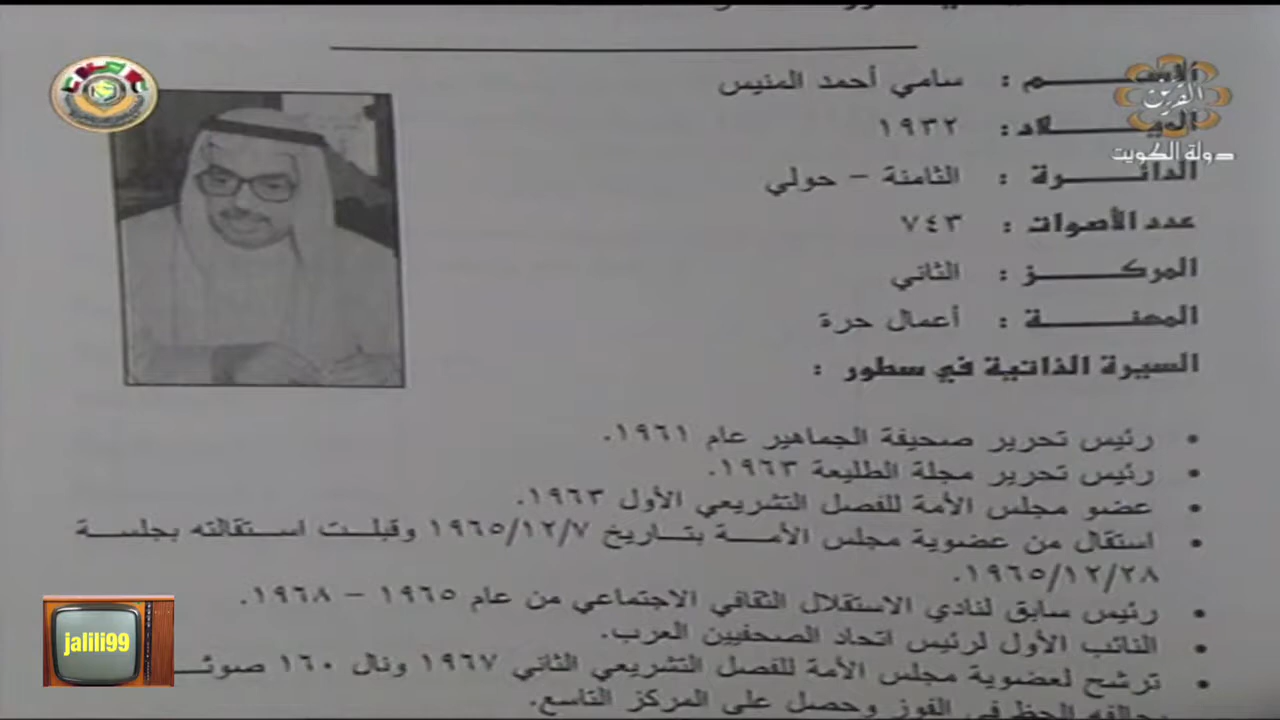 الاسم : سامي أحمد المنيس
الميلاد : ١٩٣٢
الدائرة : الثامنة – حولي
عدد الأصوات : ٧٤٣
المركز : الثاني
المهنة : أعمال حرة
السيرة الذاتية في سطور :
• رئيس تحرير صحيفة الجماهير عام ١٩٦١.
• رئيس تحرير مجلة الطليعة ١٩٦٣.
• عضو مجلس الأمة للفصل التشريعي الأول ١٩٦٣.
• استقال من عضوية مجلس الأمة بتاريخ ١٩٦٥/١٢/٧ وقبلت استقالته بجلسة
١٩٦٥/١٢/٢٨.
• رئيس سابق لنادي الاستقلال الثقافي الاجتماعي من عام ١٩٦٥ – ١٩٦٨.
• النائب الأول لرئيس اتحاد الصحفيين العرب.
• ترشح لعضوية مجلس الأمة للفصل التشريعي الثاني ١٩٦٧ ونال ١٦٠ صوت
الحظ في الفوز وحصل على المركز التاسع.
القرين
دولة الكويت
jalili99